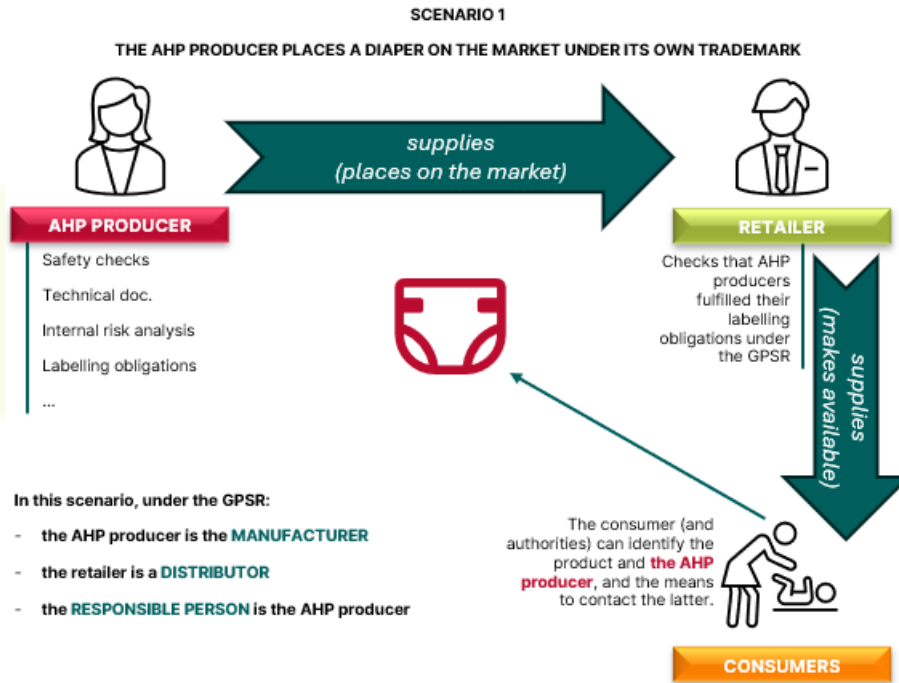 SCENARIO 1
THE AHP PRODUCER PLACES A DIAPER ON THE MARKET UNDER ITS OWN TRADEMARK
supplies
(places on the market)
AHP PRODUCER
Safety checks
Technical doc.
Internal risk analysis
Labelling obligations
...
RETAILER
Checks that AHP
producers
fulfilled their
labelling
obligations under
the GPSR
supplies
(makes available)
In this scenario, under the GPSR:
- the AHP producer is the MANUFACTURER
- the retailer is a DISTRIBUTOR
- the RESPONSIBLE PERSON is the AHP producer
The consumer (and
authorities) can identify the
product and the AHP
producer, and the means
to contact the latter.
CONSUMERS